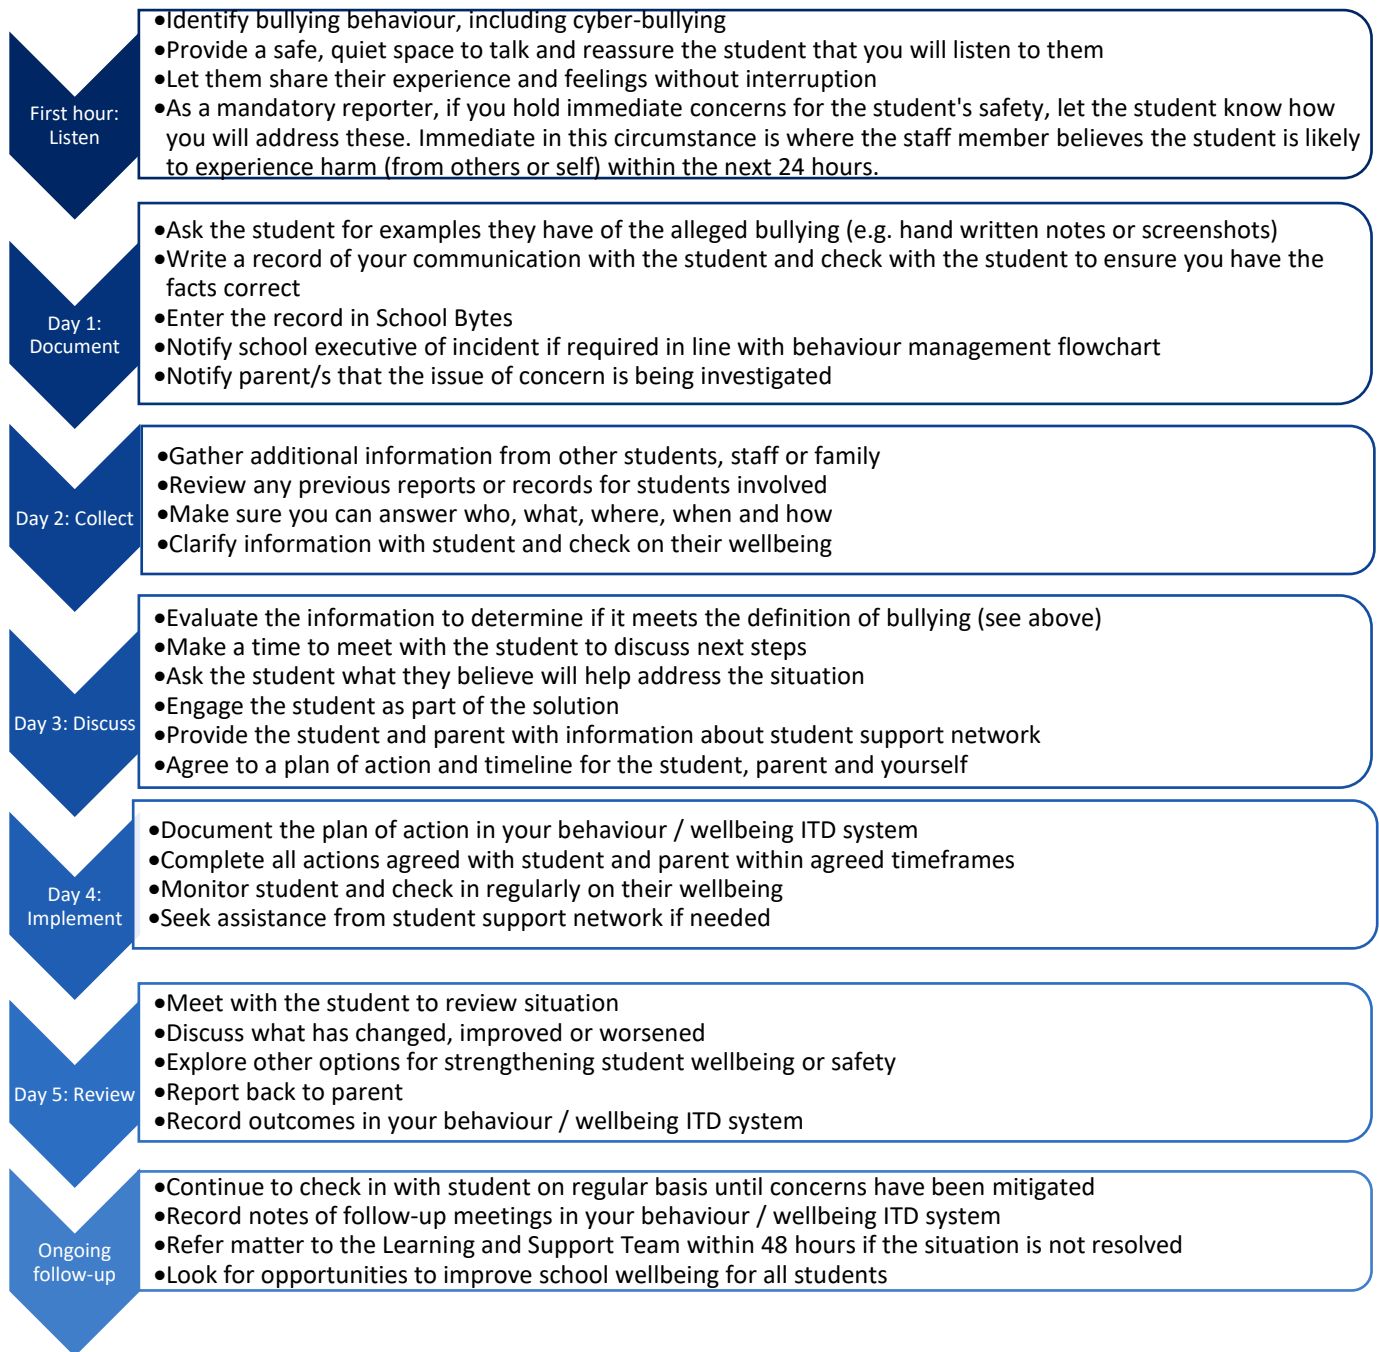 First hour:
Listen
•Identify bullying behaviour, including cyber-bullying
•Provide a safe, quiet space to talk and reassure the student that you will listen to them
•Let them share their experience and feelings without interruption
•As a mandatory reporter, if you hold immediate concerns for the student's safety, let the student know how
you will address these. Immediate in this circumstance is where the staff member believes the student is likely
to experience harm (from others or self) within the next 24 hours.
Day 1:
Document
•Ask the student for examples they have of the alleged bullying (e.g. hand written notes or screenshots)
•Write a record of your communication with the student and check with the student to ensure you have the
facts correct
•Enter the record in School Bytes
•Notify school executive of incident if required in line with behaviour management flowchart
•Notify parent/s that the issue of concern is being investigated
Day 2: Collect
•Gather additional information from other students, staff or family
•Review any previous reports or records for students involved
•Make sure you can answer who, what, where, when and how
•Clarify information with student and check on their wellbeing
Day 3: Discuss
•Evaluate the information to determine if it meets the definition of bullying (see above)
•Make a time to meet with the student to discuss next steps
•Ask the student what they believe will help address the situation
•Engage the student as part of the solution
•Provide the student and parent with information about student support network
•Agree to a plan of action and timeline for the student, parent and yourself
Day 4:
Implement
•Document the plan of action in your behaviour / wellbeing ITD system
•Complete all actions agreed with student and parent within agreed timeframes
•Monitor student and check in regularly on their wellbeing
•Seek assistance from student support network if needed
Day 5: Review
•Meet with the student to review situation
•Discuss what has changed, improved or worsened
•Explore other options for strengthening student wellbeing or safety
•Report back to parent
•Record outcomes in your behaviour / wellbeing ITD system
Ongoing
follow-up
•Continue to check in with student on regular basis until concerns have been mitigated
•Record notes of follow-up meetings in your behaviour / wellbeing ITD system
•Refer matter to the Learning and Support Team within 48 hours if the situation is not resolved
•Look for opportunities to improve school wellbeing for all students